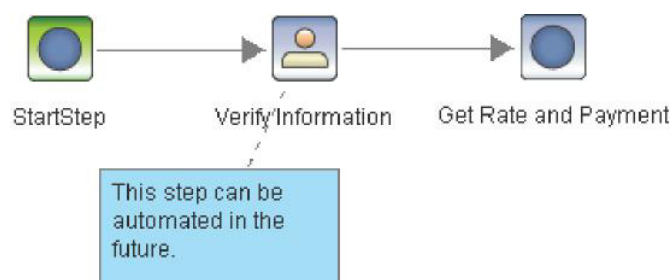 StartStep
Verify Information
Get Rate and Payment
This step can be
automated in the
future.